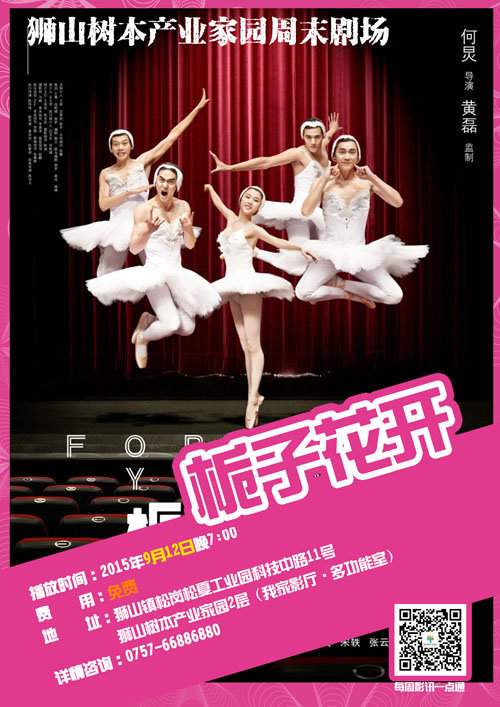 狮山树本产业家园周末剧场
何炅 导演 黄磊 监制
FOR
Y
栀子花开
播放时间：2015年9月12日晚7:00
费 用：免费
地 址：狮山镇松岗松夏工业园科技中路11号
狮山树本产业家园2层（我家影厅·多功能室）
详情咨询：0757-66886880
宋轶 张云
每周影讯一点通